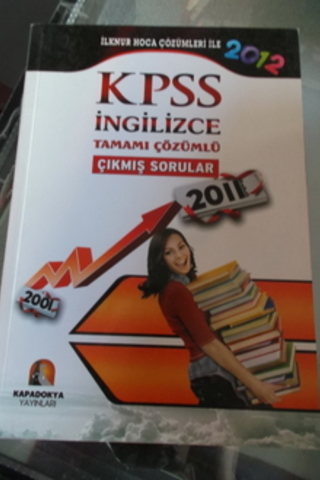 İLKNUR HOCA ÇÖZÜMLERİ İLE
2012
KPSS
İNGİLİZCE
TAMAMI ÇÖZÜMLÜ
ÇIKMIŞ SORULAR
2011
2001
KAPADOKYA
YAYINLARI